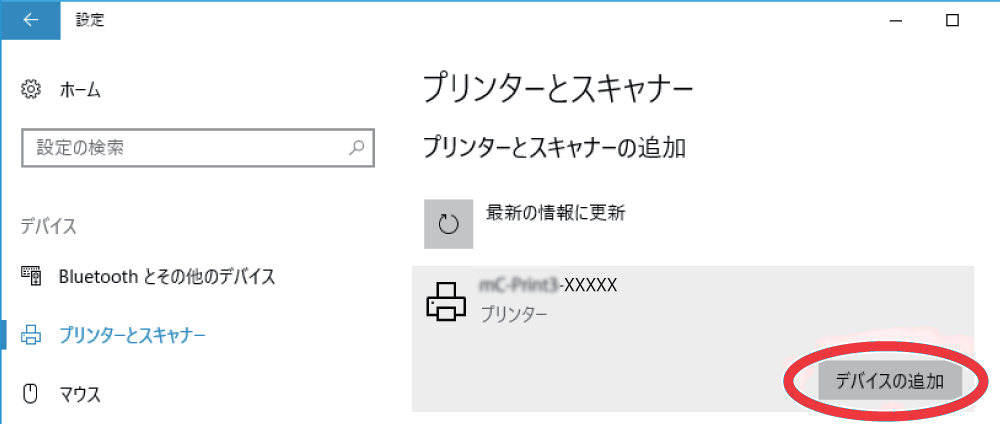 設定
ホーム
設定の検索
デバイス
Bluetooth とその他のデバイス
プリンターとスキャナー
マウス
プリンターとスキャナー
プリンターとスキャナーの追加
最新の情報に更新
mC-Print3-XXXXX
プリンター
デバイスの追加